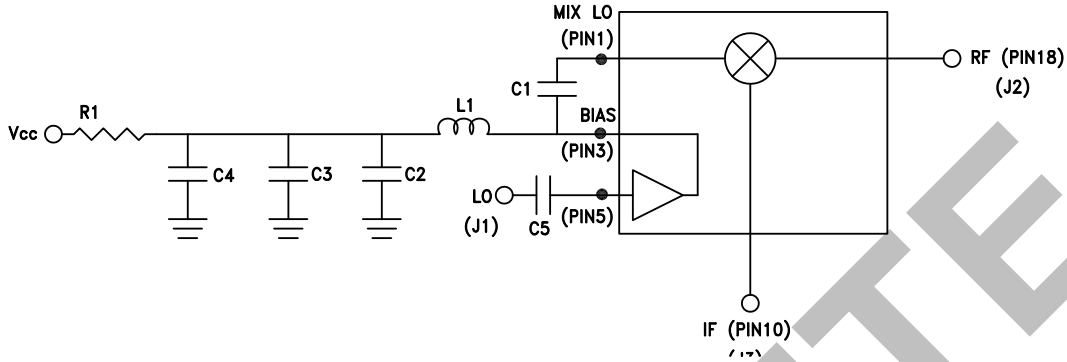 MIX LO
(PIN1)
RF (PIN18)
(J2)
C1
R1
L1
BIAS
Vcc
(PIN3)
C4
C3
C2
LO
(J1)
C5
(PIN5)
IF (PIN10)